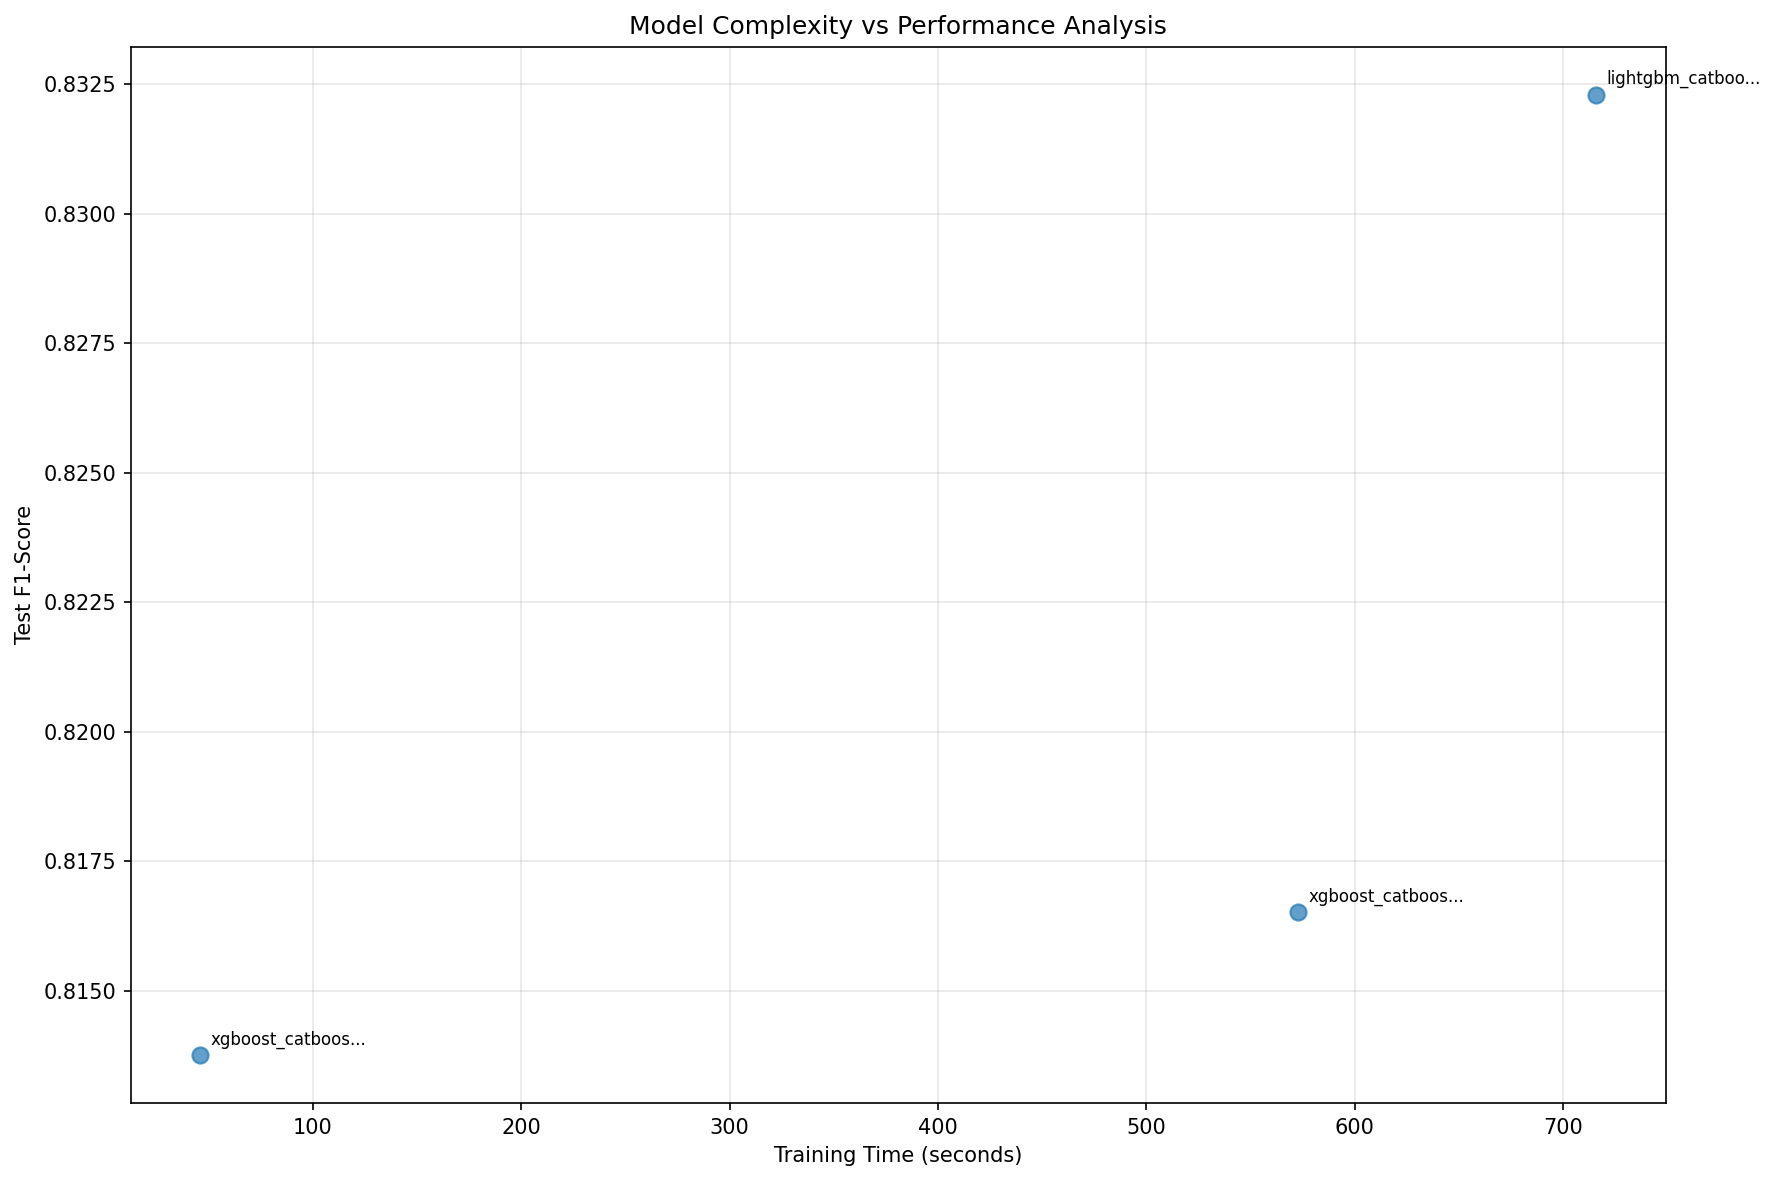 Model Complexity vs Performance Analysis
0.8325
lightgbm_catboo...
0.8300
0.8275
0.8250
0.8225
0.8200
0.8175
xgboost_catboos...
0.8150
xgboost_catboos...
Test F1-Score
100 200 300 400 500 600 700
Training Time (seconds)